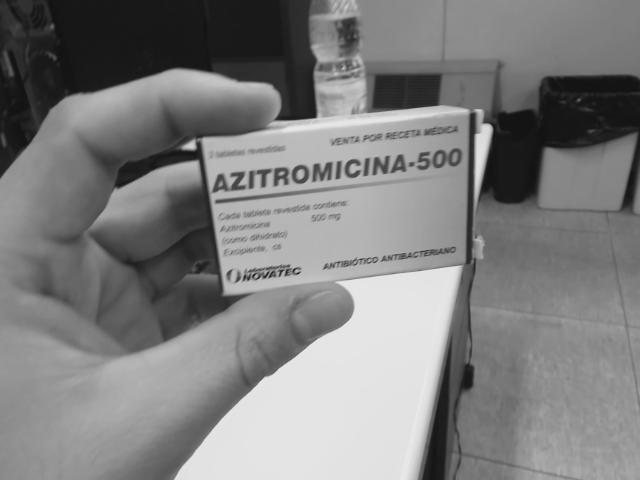 3 tabletas revestidas
VENTA POR RECETA MÉDICA
AZITROMICINA-500
Cada tableta revestida contiene:
Azitromicina 500 mg
(como dihidrato)
Excipiente, cs
Laboratorios
NOVATEC
ANTIBIÓTICO ANTIBACTERIANO